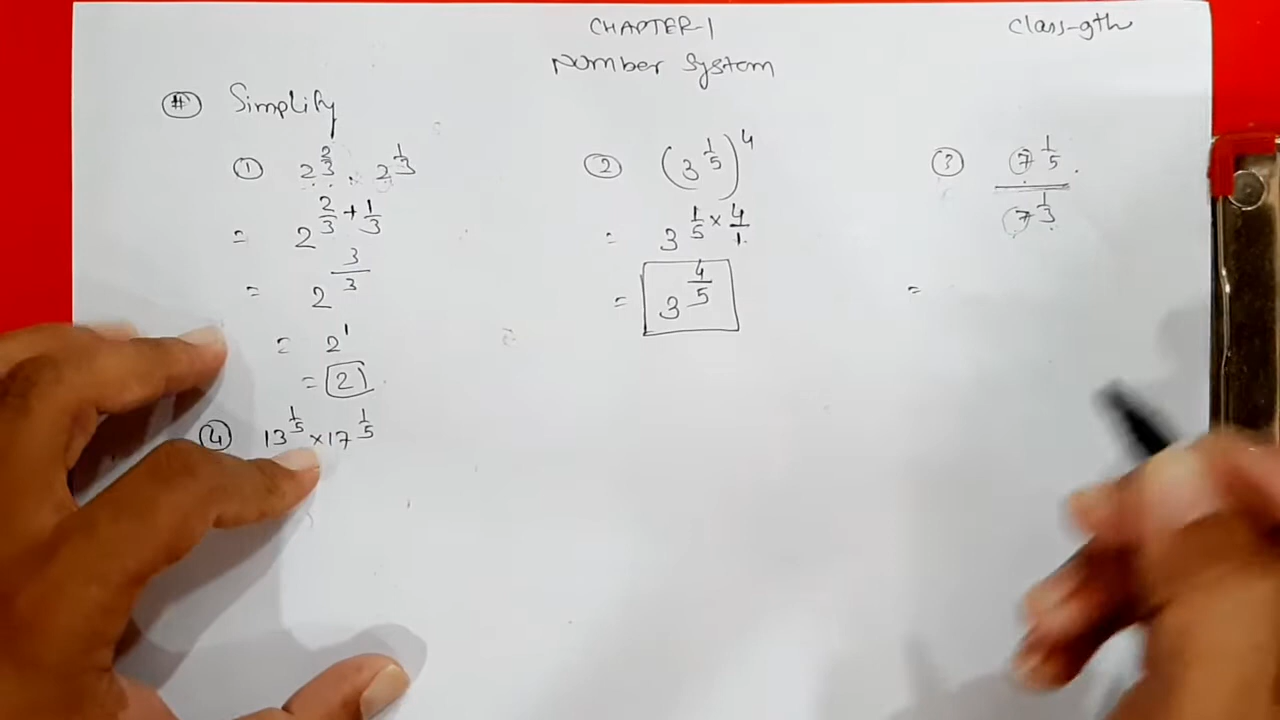 CHAPTER-1
Class-9th
Number System
# Simplify
① 2^(2/3) . 2^(1/3)
= 2^(2/3 + 1/3)
= 2^(3/3)
= 2^1
= 2
② (3^(1/5))^4
= 3^(1/5 × 4/1)
= 3^(4/5)
③ 7^(1/5) / 7^(1/3)
=
④ 13^(1/5) × 17^(1/5)